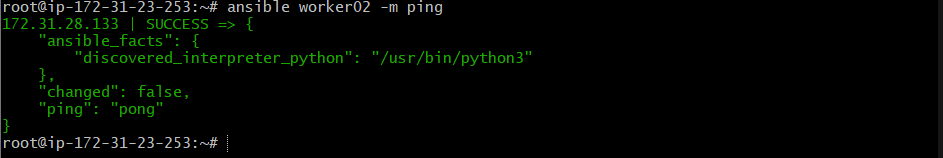 root@ip-172-31-23-253:~# ansible worker02 -m ping
172.31.28.133 | SUCCESS => {
    "ansible_facts": {
        "discovered_interpreter_python": "/usr/bin/python3"
    },
    "changed": false,
    "ping": "pong"
}
root@ip-172-31-23-253:~#